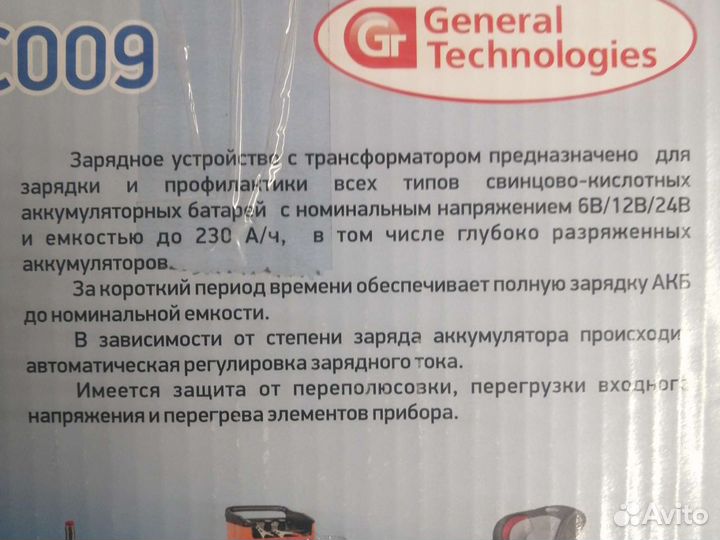 C009
GT
General
Technologies
Зарядное устройство с трансформатором предназначено для
зарядки и профилактики всех типов свинцово-кислотных
аккумуляторных батарей с номинальным напряжением 6В/12В/24В
и емкостью до 230 А/ч, в том числе глубоко разряженных
аккумуляторов.
За короткий период времени обеспечивает полную зарядку АКБ
до номинальной емкости.
В зависимости от степени заряда аккумулятора происходи
автоматическая регулировка зарядного тока.
Имеется защита от переполюсовки, перегрузки входного
напряжения и перегрева элементов прибора.
Avito